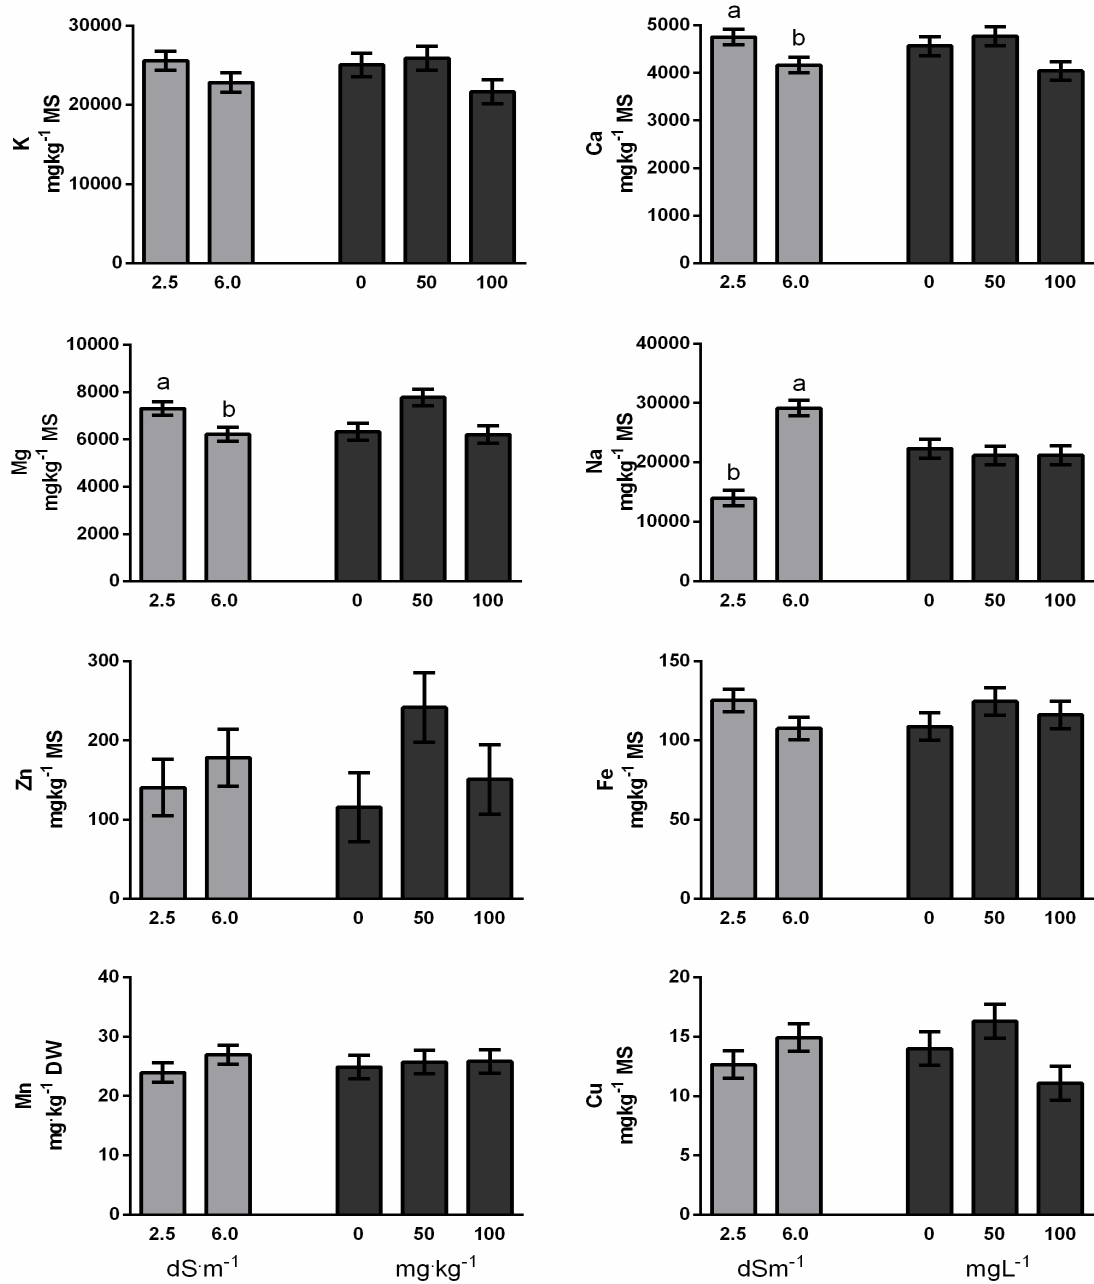 30000
20000
10000
0
K
mgkg-1 MS
2.5 6.0 0 50 100
a
b
5000
4000
3000
2000
1000
0
Ca
mgkg-1 MS
2.5 6.0 0 50 100
a
b
10000
8000
6000
4000
2000
0
Mg
mgkg-1 MS
2.5 6.0 0 50 100
a
b
40000
30000
20000
10000
0
Na
mgkg-1 MS
2.5 6.0 0 50 100
300
200
100
0
Zn
mgkg-1 MS
2.5 6.0 0 50 100
150
100
50
0
Fe
mgkg-1 MS
2.5 6.0 0 50 100
40
30
20
10
0
Mn
mg·kg-1 DW
2.5 6.0 0 50 100
dS·m-1 mg·kg-1
20
15
10
5
0
Cu
mgkg-1 MS
2.5 6.0 0 50 100
dSm-1 mgL-1